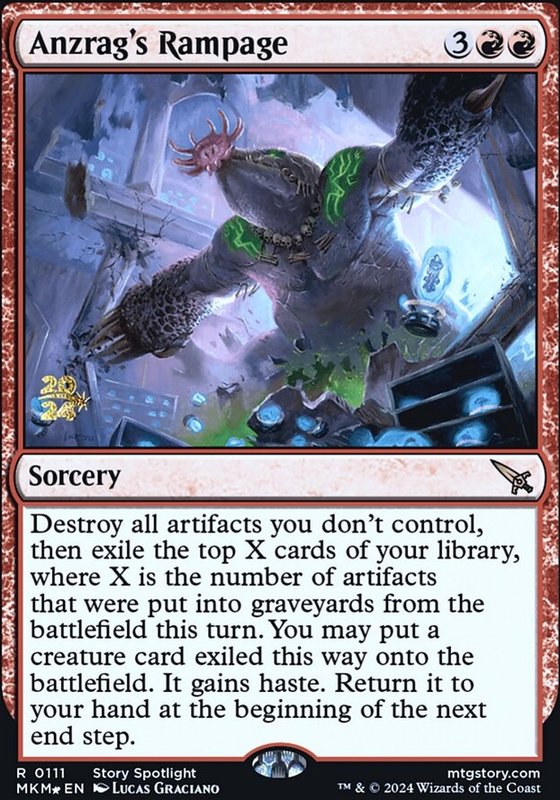 Anzrag's Rampage 3
20
24
Sorcery
Destroy all artifacts you don't control,
then exile the top X cards of your library,
where X is the number of artifacts
that were put into graveyards from the
battlefield this turn. You may put a
creature card exiled this way onto the
battlefield. It gains haste. Return it to
your hand at the beginning of the next
end step.
R 0111 Story Spotlight mtgstory.com
MKM★EN Lucas Graciano ™ & © 2024 Wizards of the Coast